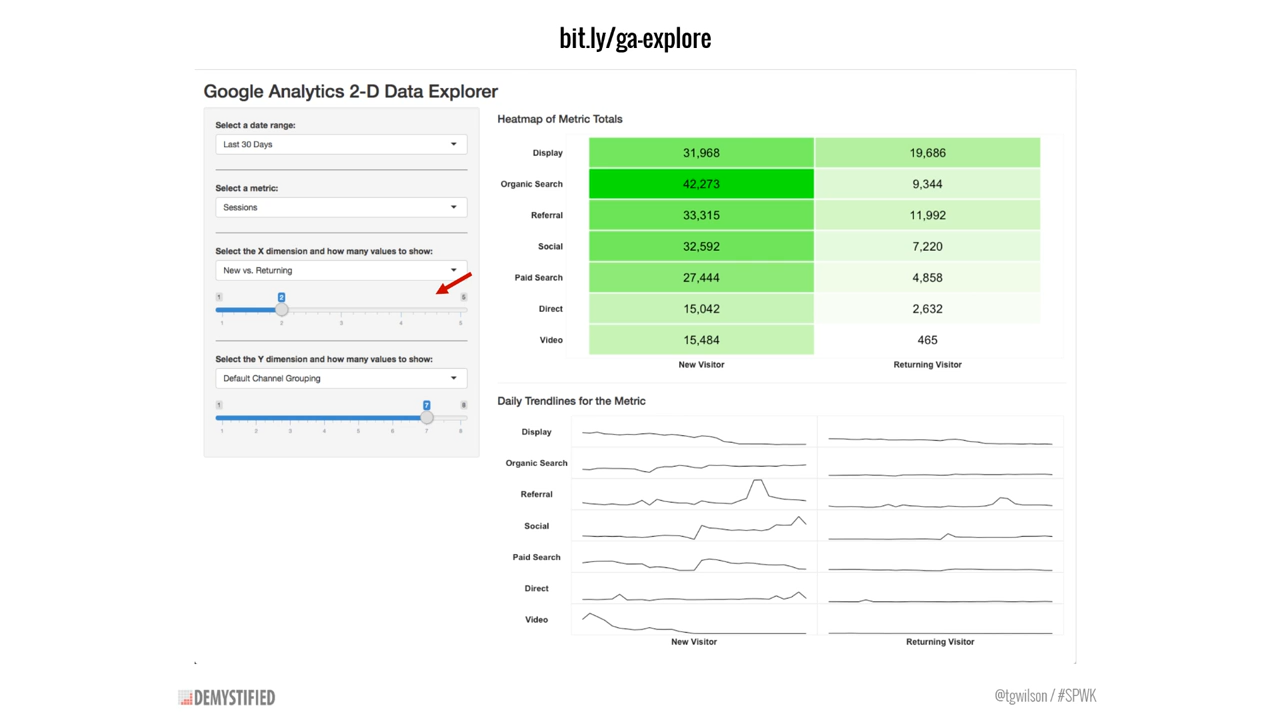 bit.ly/ga-explore
Google Analytics 2-D Data Explorer
Select a date range:
Last 30 Days
Select a metric:
Sessions
Select the X dimension and how many values to show:
New vs. Returning
1 2 5
1 2 3 4 5
Select the Y dimension and how many values to show:
Default Channel Grouping
1 7 8
1 2 3 4 5 6 7 8
Heatmap of Metric Totals
Display 31,968 19,686
Organic Search 42,273 9,344
Referral 33,315 11,992
Social 32,592 7,220
Paid Search 27,444 4,858
Direct 15,042 2,632
Video 15,484 465
New Visitor Returning Visitor
Daily Trendlines for the Metric
Display
Organic Search
Referral
Social
Paid Search
Direct
Video
New Visitor Returning Visitor
DEMYSTIFIED
@tgwilson / #SPWK